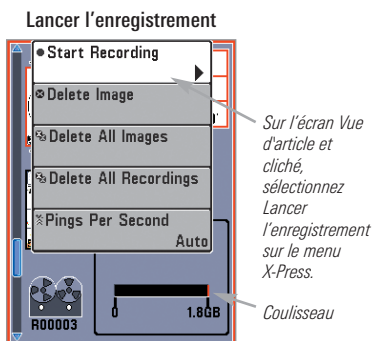 Lancer l'enregistrement
Start Recording
Delete Image
Delete All Images
Delete All Recordings
Pings Per Second
Auto
R00003
0
1.8GB
Sur l'écran Vue
d'article et
cliché,
sélectionnez
Lancer
l'enregistrement
sur le menu
X-Press.
Coulisseau